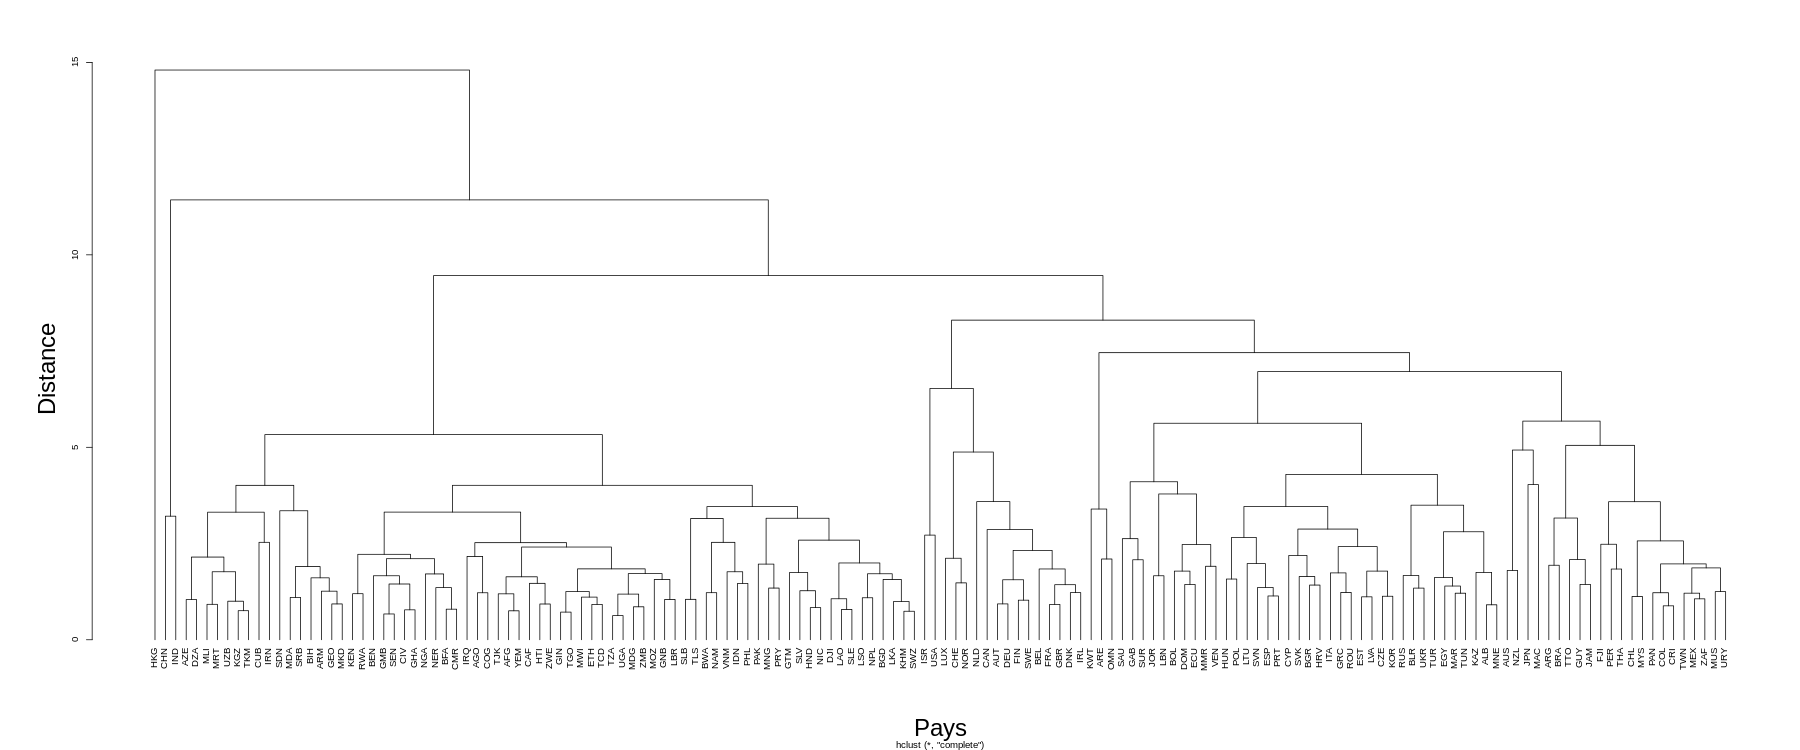 15
10
5
0
Distance
HKG CHN IND AZE DZA MLI MRT UZB KGZ TKM CUB IRN SDN MDA SRB BIH ARM GEO MKD KEN RWA BEN GMB SEN CIV GHA NGA NER BFA CMR IRQ AGO COG TJK AFG YEM CAF HTI ZWE GIN TGO MWI ETH TCD TZA UGA MDG ZMB MOZ GNB LBR SLB TLS BWA NAM VNM IDN PHL PAK MNG PRY GTM SLV HND NIC DJI LAO SLE LSO NPL BGD LKA KHM SWZ ISR USA LUX CHE NOR NLD CAN AUT DEU FIN SWE BEL FRA GBR DNK IRL KWT ARE OMN SAU GAB SUR JOR LBN BOL DOM ECU MMR VEN HUN POL LTU SVN ESP PRT CYP SVK BGR HRV ITA GRC ROU EST LVA CZE KOR RUS BLR UKR TUR EGY MAR TUN KAZ ALB MNE AUS NZL JPN MAC ARG BRA TTO GUY JAM FJI PER THA CHL MYS PAN COL CRI TWN MEX ZAF MUS URY
Pays
hclust (*, "complete")